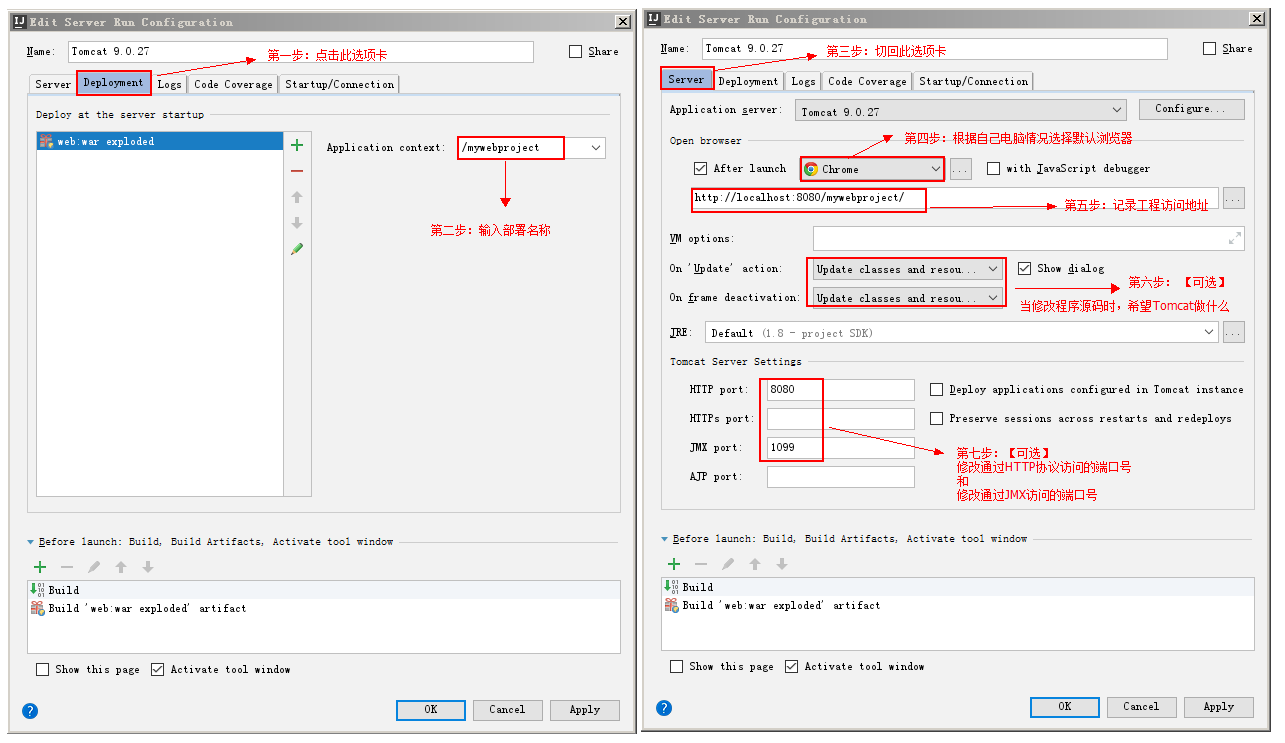 Edit Server Run Configuration
Name: Tomcat 9.0.27
Share
第一步：点击此选项卡
Server Deployment Logs Code Coverage Startup/Connection
Deploy at the server startup
web:war exploded
Application context: /mywebproject
第二步：输入部署名称
Before launch: Build, Build Artifacts, Activate tool window
Build
Build 'web:war exploded' artifact
Show this page Activate tool window
? OK Cancel Apply
Edit Server Run Configuration
Name: Tomcat 9.0.27
Share
第三步：切回此选项卡
Server Deployment Logs Code Coverage Startup/Connection
Application server: Tomcat 9.0.27 Configure...
Open browser
第四步：根据自己电脑情况选择默认浏览器
After launch Chrome ... with JavaScript debugger
http://localhost:8080/mywebproject/ ...
第五步：记录工程访问地址
VM options:
On 'Update' action: Update classes and resou... Show dialog
第六步：【可选】
On frame deactivation: Update classes and resou...
当修改程序源码时，希望Tomcat做什么
JRE: Default (1.8 - project SDK) ...
Tomcat Server Settings
HTTP port: 8080 Deploy applications configured in Tomcat instance
HTTPs port: Preserve sessions across restarts and redeploys
JMX port: 1099
第七步：【可选】
修改通过HTTP协议访问的端口号
和
修改通过JMX访问的端口号
AJP port:
Before launch: Build, Build Artifacts, Activate tool window
Build
Build 'web:war exploded' artifact
Show this page Activate tool window
? OK Cancel Apply